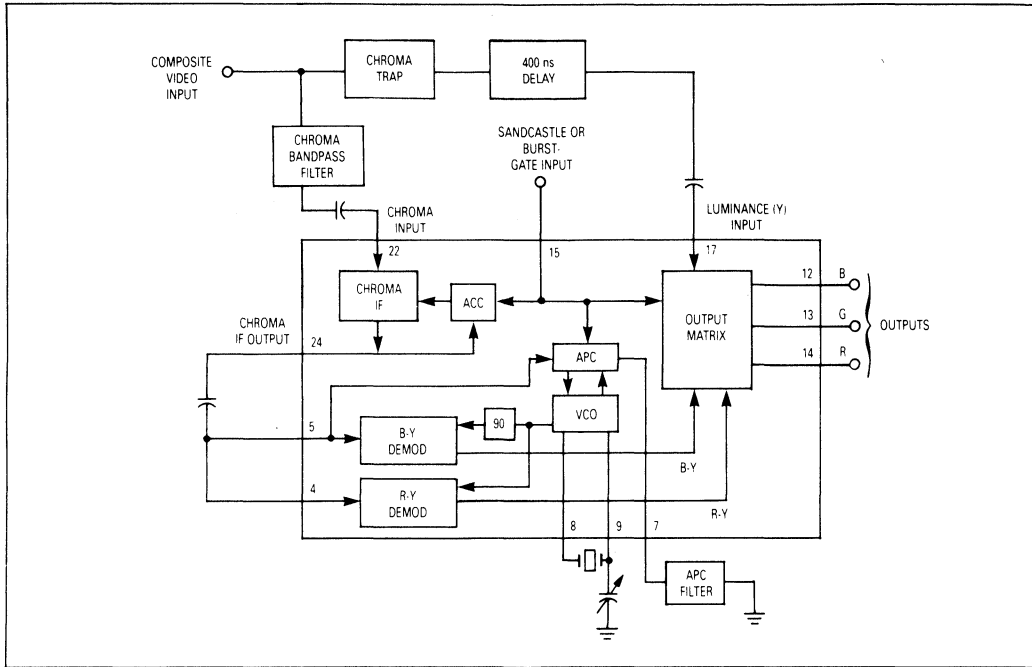 COMPOSITE
VIDEO
INPUT
CHROMA
TRAP
400 ns
DELAY
CHROMA
BANDPASS
FILTER
SANDCASTLE OR
BURST-
GATE INPUT
CHROMA
INPUT
LUMINANCE (Y)
INPUT
22
15
17
CHROMA
IF
ACC
OUTPUT
MATRIX
12 B
13 G
14 R
OUTPUTS
CHROMA
IF OUTPUT
24
APC
VCO
90
5
B-Y
DEMOD
B-Y
4
R-Y
DEMOD
R-Y
8 9 7
APC
FILTER